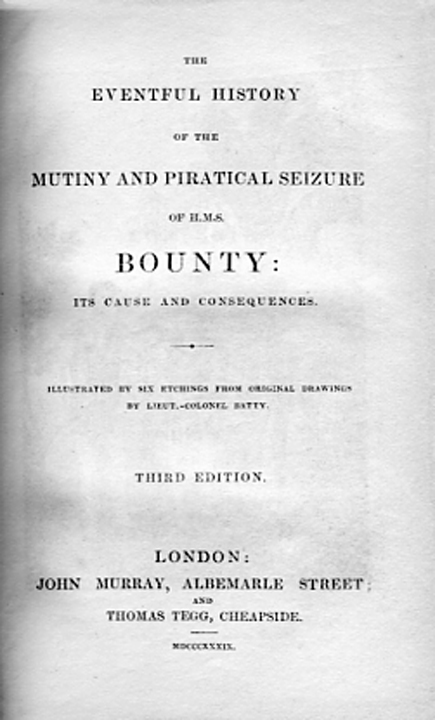 THE
EVENTFUL HISTORY
OF THE
MUTINY AND PIRATICAL SEIZURE
OF H.M.S.
BOUNTY:
ITS CAUSE AND CONSEQUENCES.
ILLUSTRATED BY SIX ETCHINGS FROM ORIGINAL DRAWINGS
BY LIEUT.-COLONEL BATTY.
THIRD EDITION.
LONDON:
JOHN MURRAY, ALBEMARLE STREET;
AND
THOMAS TEGG, CHEAPSIDE.
MDCCCXXXIX.